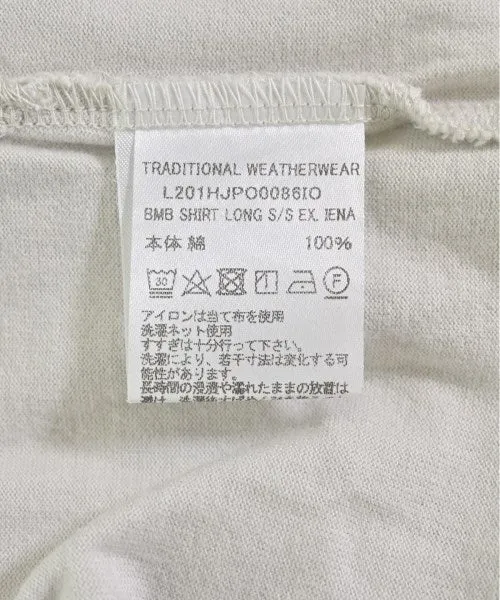 TRADITIONAL WEATHERWEAR
L201HJPO0086IO
BMB SHIRT LONG S/S EX. IENA
本体 綿 100%
30 F
アイロンは当て布を使用
洗濯ネット使用
すすぎは十分行って下さい。
洗濯により、若干寸法は変化する可
能性があります。
長時間の浸漬や濡れたままの放置は